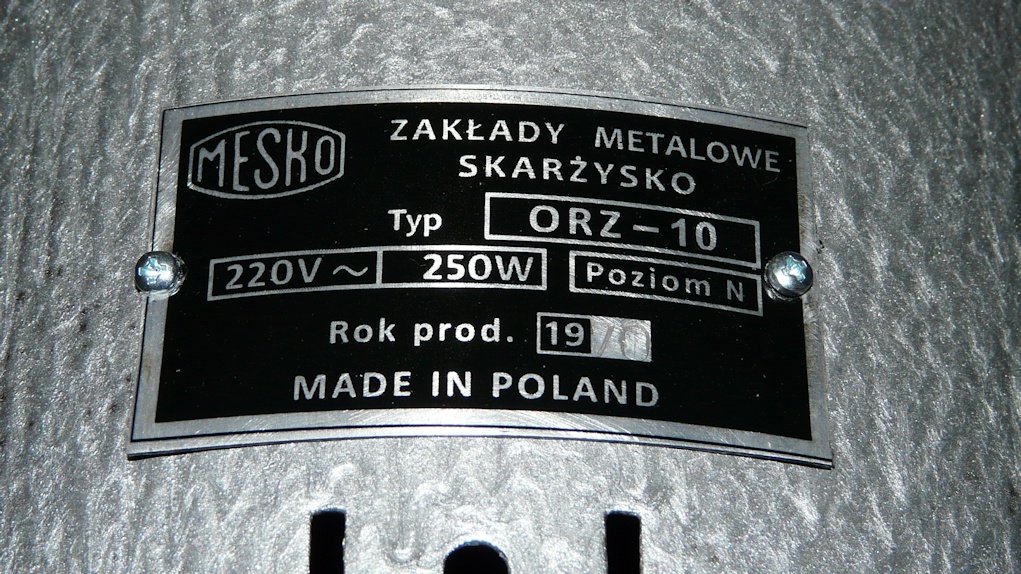 MESKO
ZAKŁADY METALOWE
SKARŻYSKO
Typ ORZ-10
220V~ 250W Poziom N
Rok prod. 19
MADE IN POLAND